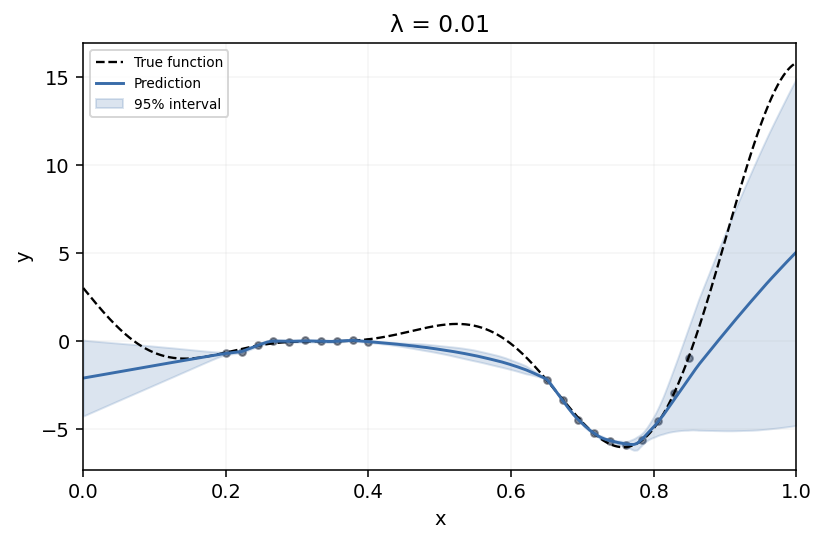 λ = 0.01
True function
Prediction
95% interval
15
10
5
0
−5
y
0.0 0.2 0.4 0.6 0.8 1.0
x